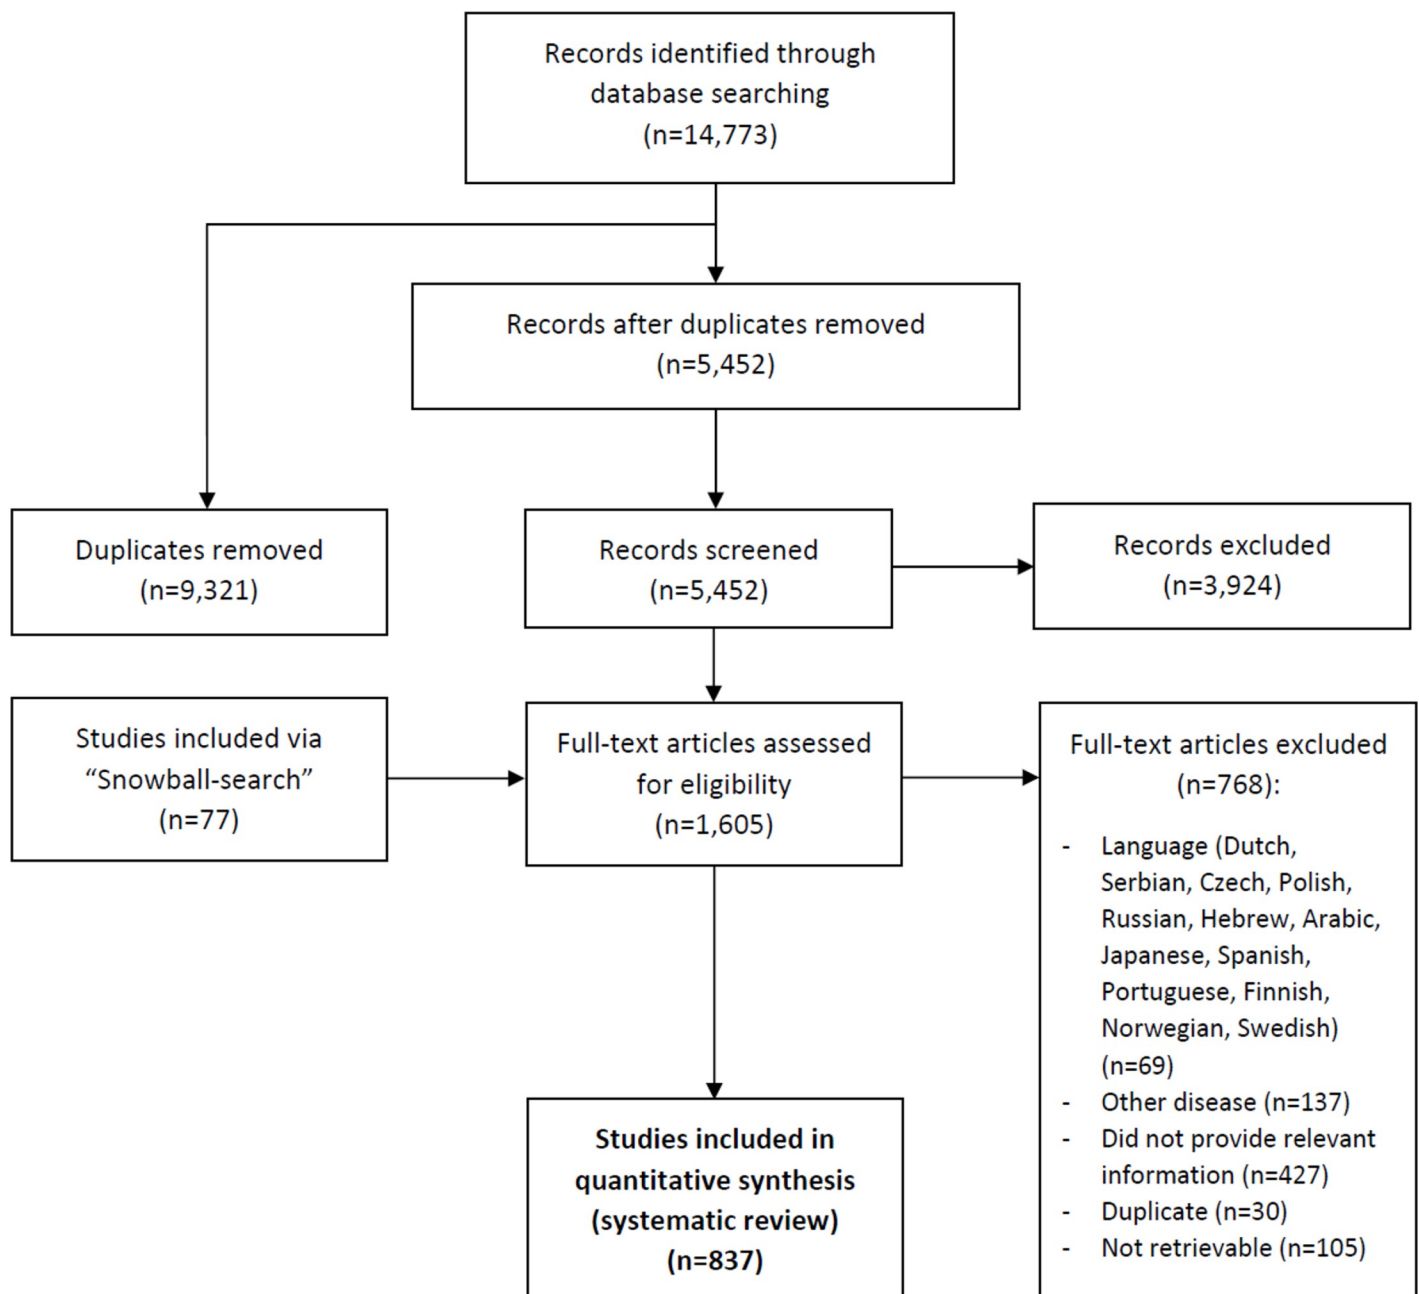 Records identified through
database searching
(n=14,773)
Records after duplicates removed
(n=5,452)
Duplicates removed
(n=9,321)
Records screened
(n=5,452)
Records excluded
(n=3,924)
Studies included via
“Snowball-search”
(n=77)
Full-text articles assessed
for eligibility
(n=1,605)
Full-text articles excluded
(n=768):
- Language (Dutch,
Serbian, Czech, Polish,
Russian, Hebrew, Arabic,
Japanese, Spanish,
Portuguese, Finnish,
Norwegian, Swedish)
(n=69)
- Other disease (n=137)
- Did not provide relevant
information (n=427)
- Duplicate (n=30)
- Not retrievable (n=105)
Studies included in
quantitative synthesis
(systematic review)
(n=837)